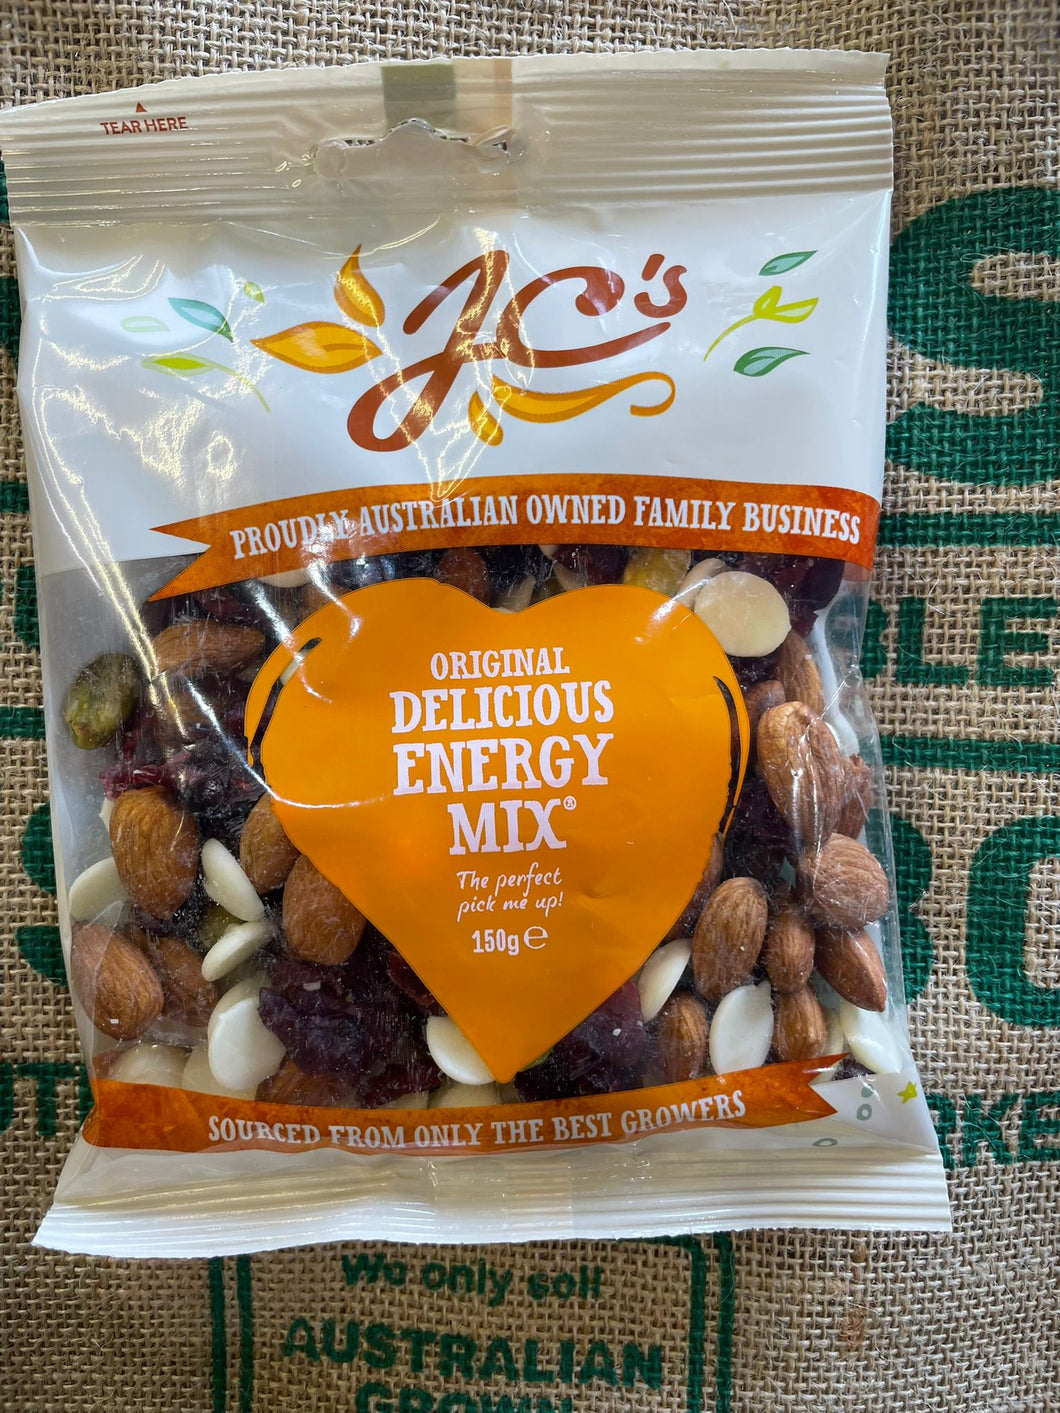 TEAR HERE
JC's
PROUDLY AUSTRALIAN OWNED FAMILY BUSINESS
ORIGINAL
DELICIOUS
ENERGY
MIX®
The perfect
pick me up!
150g ℮
SOURCED FROM ONLY THE BEST GROWERS
We only sell
AUSTRALIAN
GROWN